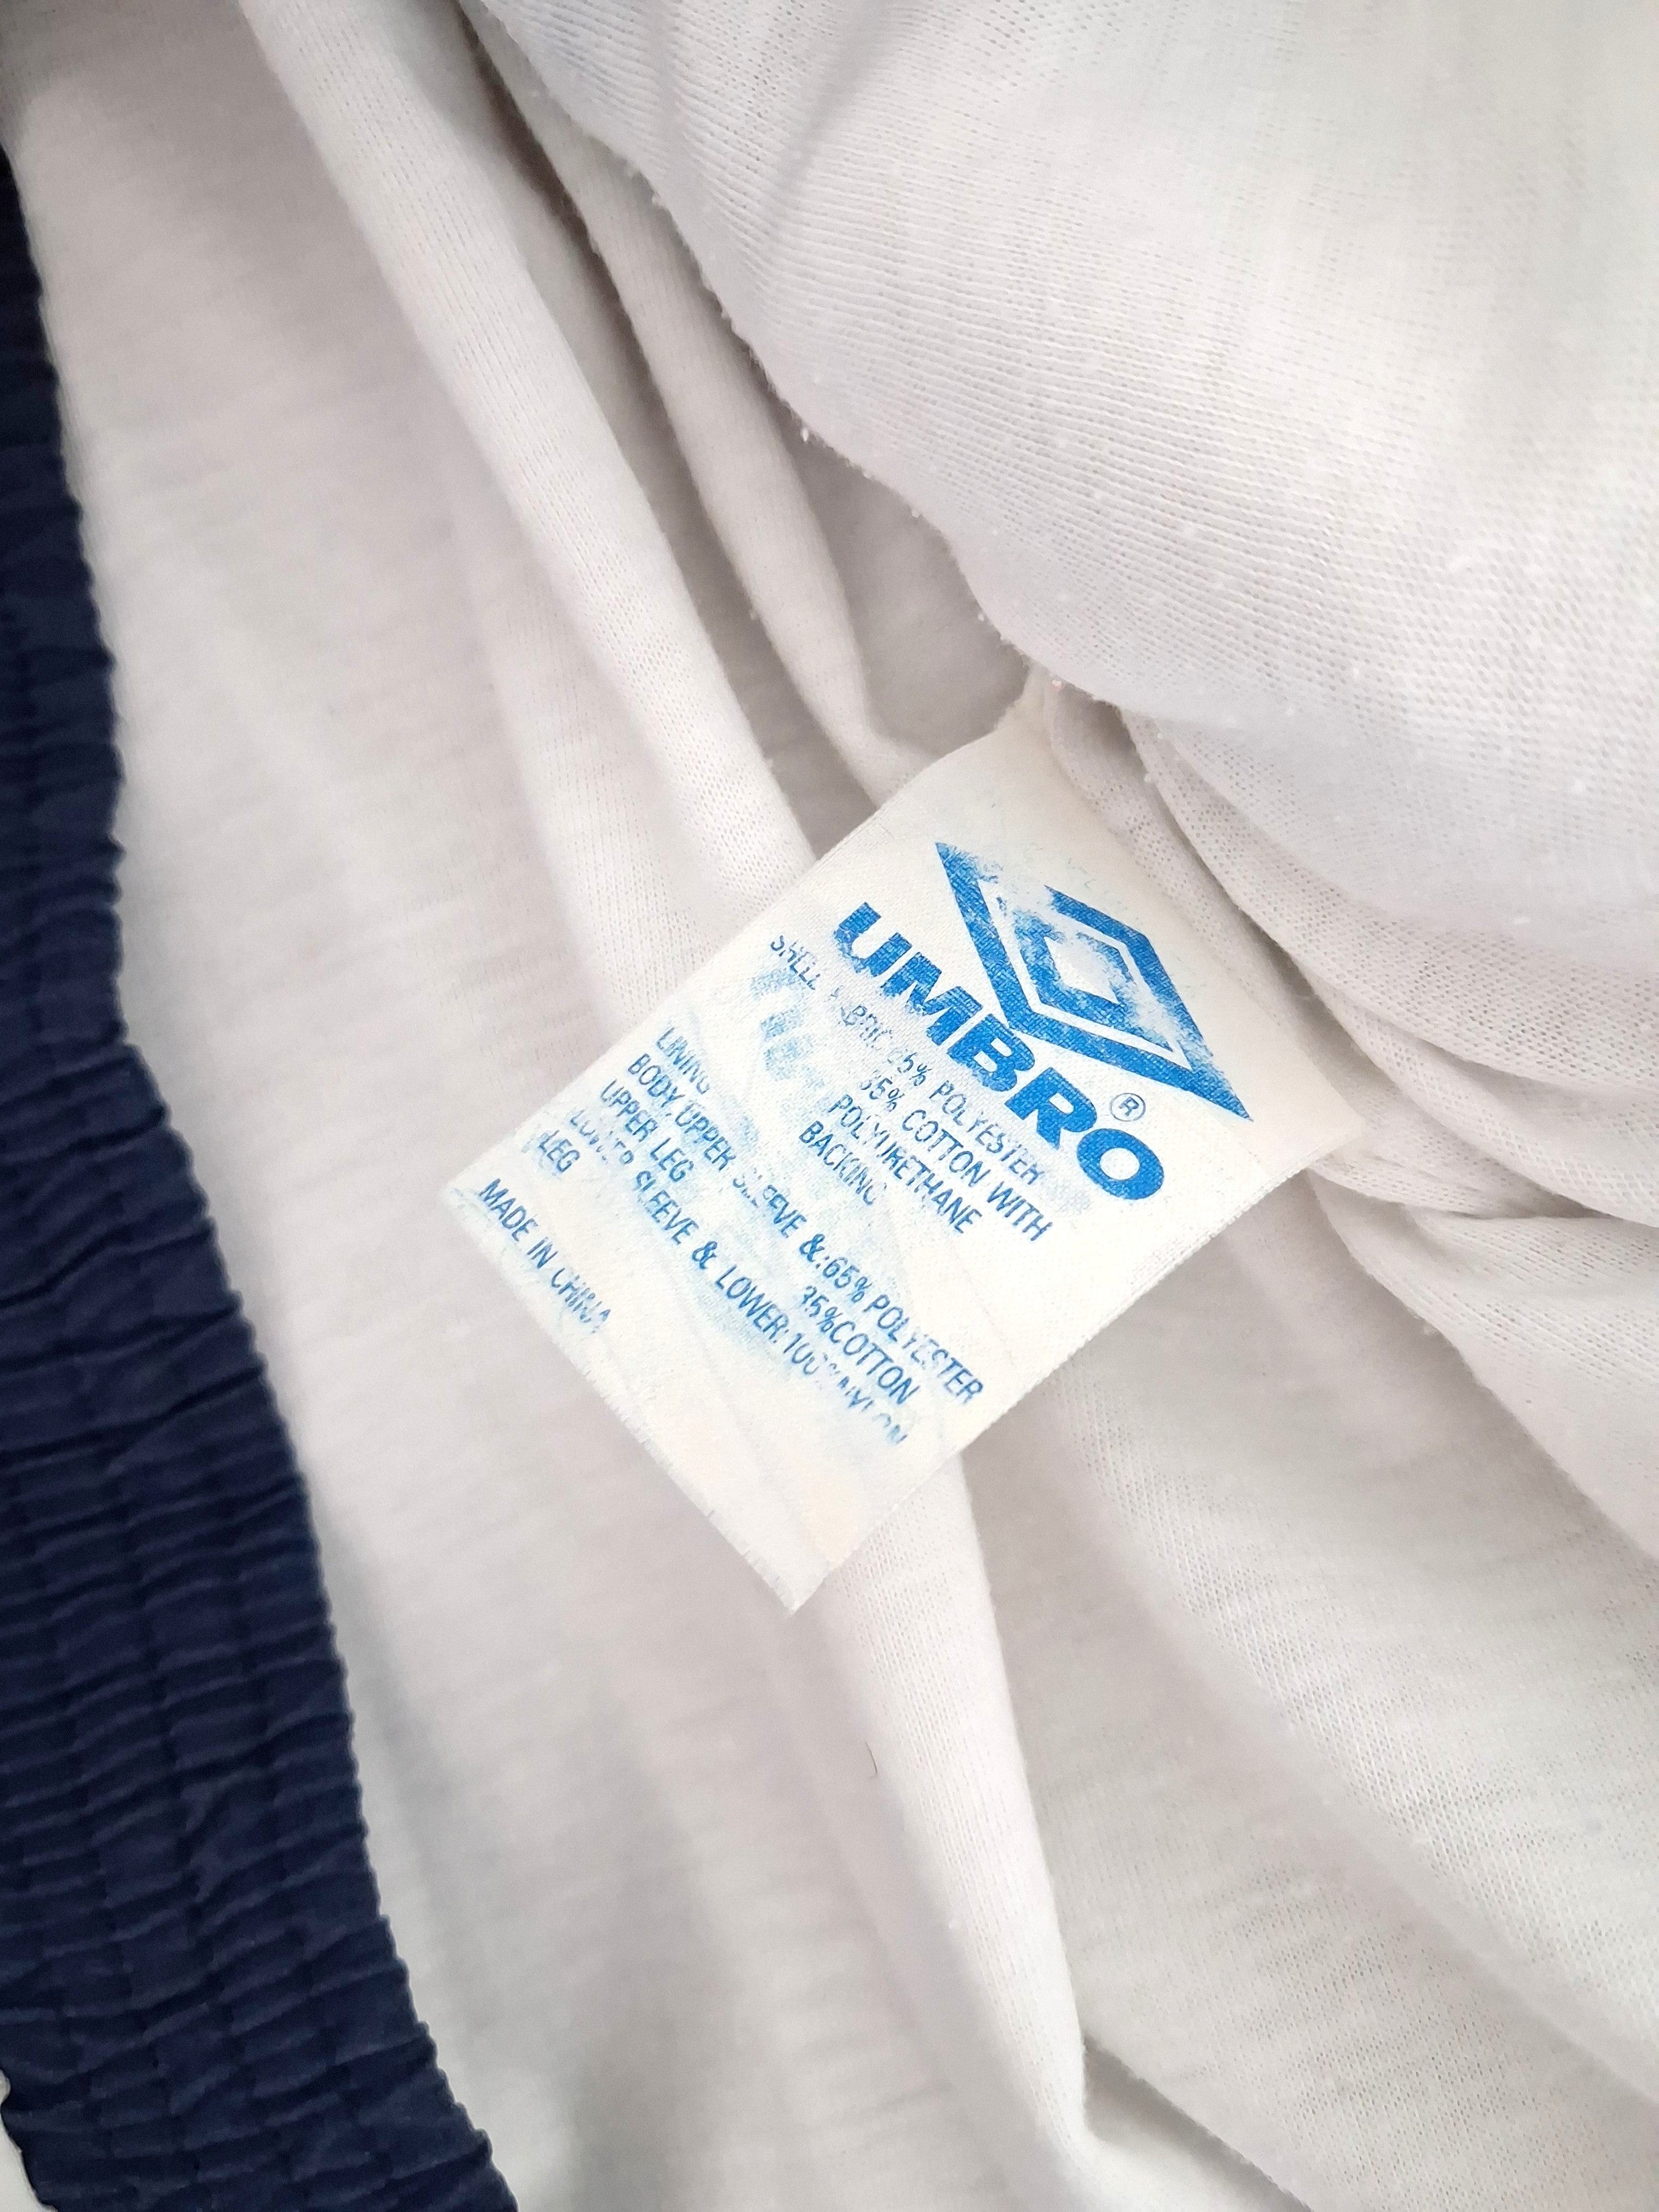 UMBRO®
SHELL FABRIC 65% POLYESTER
35% COTTON WITH
POLYURETHANE
BACKING
LINING
BODY, UPPER SLEEVE &:65% POLYESTER
UPPER LEG 35%COTTON
LOWER SLEEVE & LOWER:100%NYLON
LEG
MADE IN CHINA